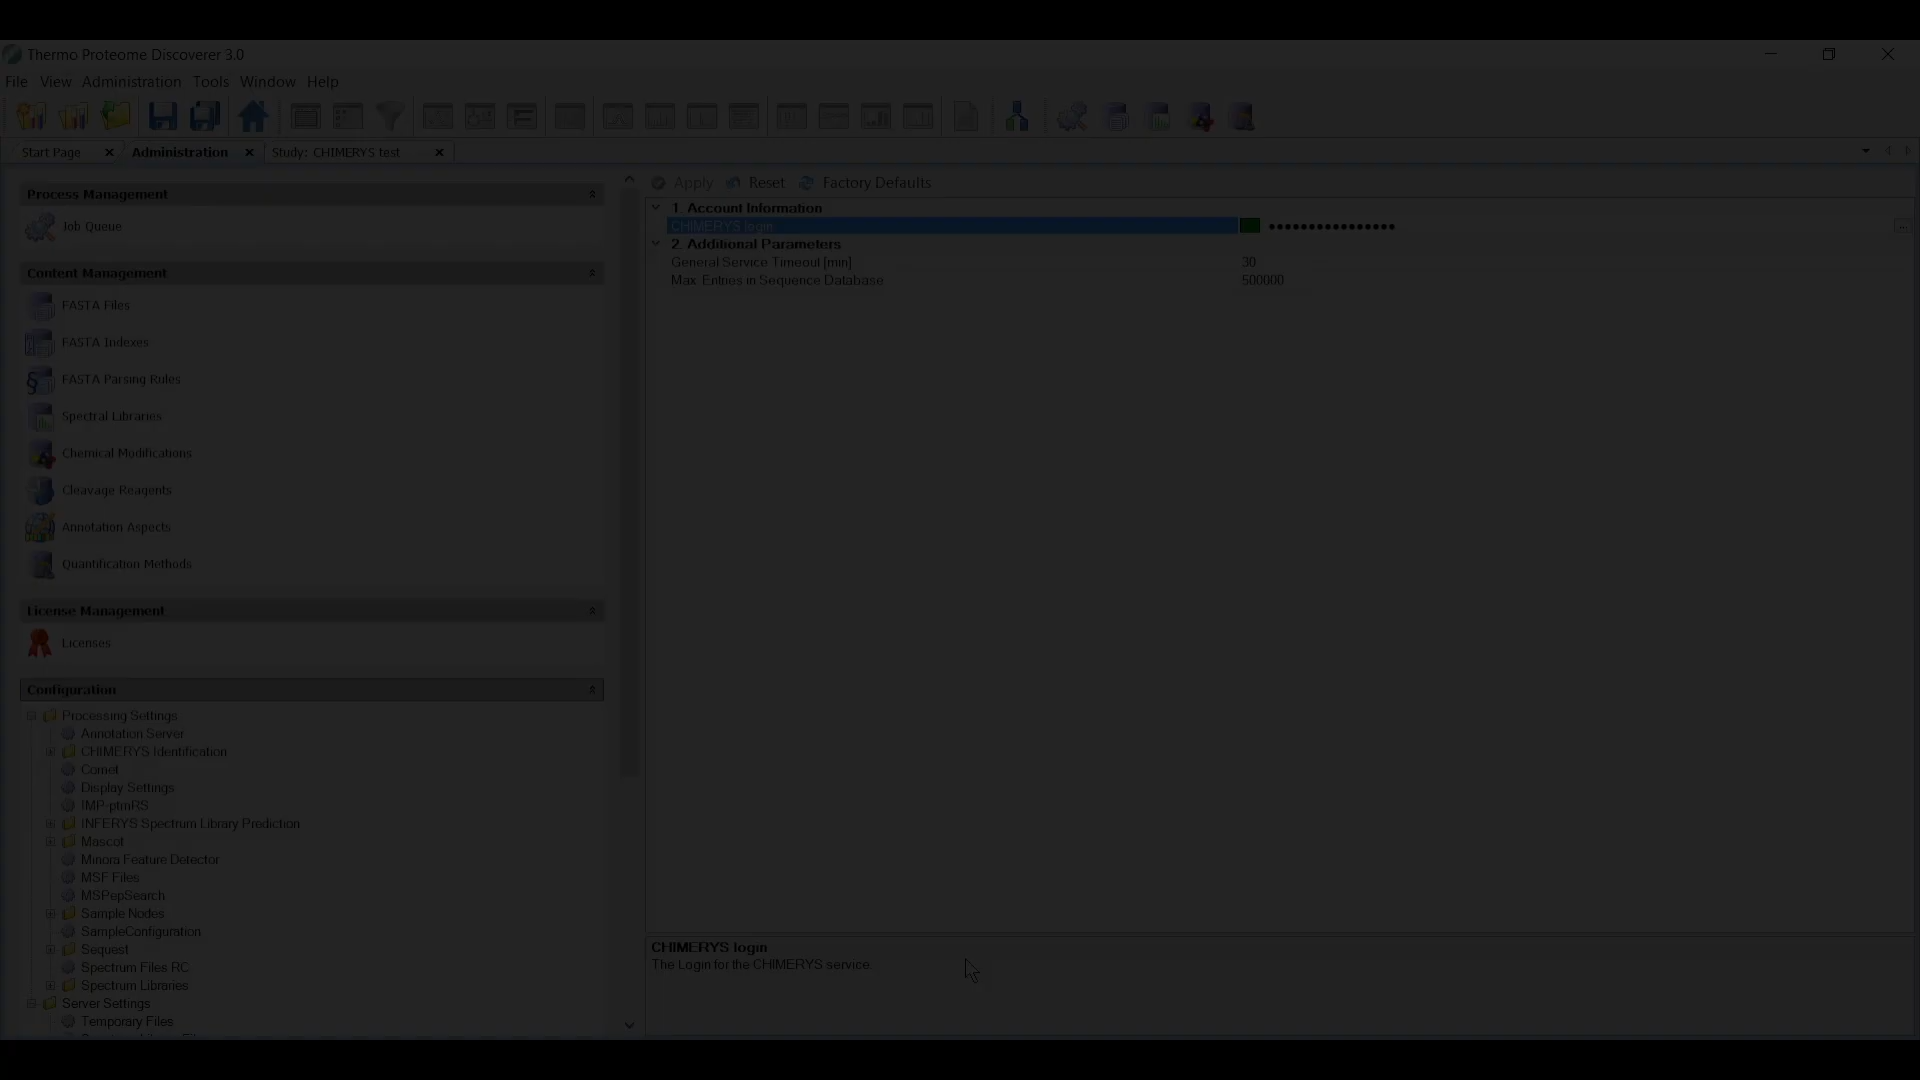 Thermo Proteome Discoverer 3.0
File View Administration Tools Window Help
Start Page
Administration
Study: CHIMERYS test
Process Management
Job Queue
Content Management
FASTA Files
FASTA Indexes
FASTA Parsing Rules
Spectral Libraries
Chemical Modifications
Cleavage Reagents
Annotation Aspects
Quantification Methods
License Management
Licenses
Configuration
Processing Settings
Annotation Server
CHIMERYS Identification
Comet
Display Settings
IMP-ptmRS
INFERYS Spectrum Library Prediction
Mascot
Minora Feature Detector
MSF Files
MSPepSearch
Sample Nodes
SampleConfiguration
Sequest
Spectrum Files RC
Spectrum Libraries
Server Settings
Temporary Files
Apply Reset Factory Defaults
1. Account Information
CHIMERYS login ••••••••••••••••
2. Additional Parameters
General Service Timeout [min] 30
Max. Entries in Sequence Database 500000
CHIMERYS login
The Login for the CHIMERYS service.